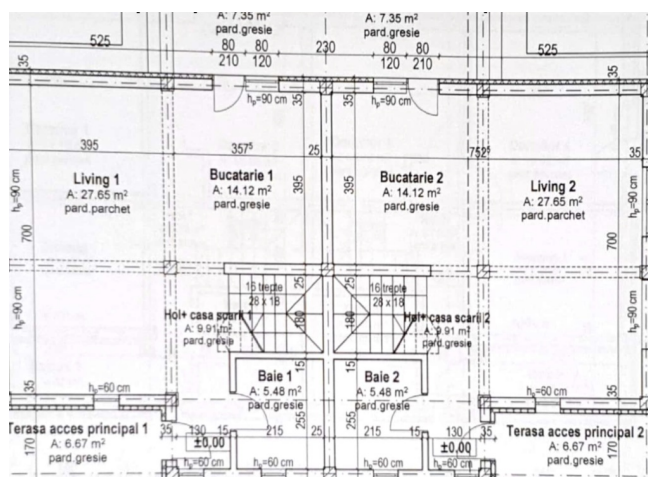 A: 7.35 m²
pard.gresie
A: 7.35 m²
pard.gresie
525
80
80
230
80
80
525
210
120
120
210
35
hp=90 cm
35
35
hp=90 cm
35
395
357⁵
25
752⁵
35
Living 1
A: 27.65 m²
pard.parchet
Bucatarie 1
A: 14.12 m²
pard.gresie
395
395
Bucatarie 2
A: 14.12 m²
pard.gresie
Living 2
A: 27.65 m²
pard.parchet
hp=90 cm
700
hp=90 cm
700
16 trepte
28 x 18
25
25
16 trepte
28 x 18
Hol+ casa scarii 1
A: 9.91 m²
pard.gresie
180
180
Hol+ casa scarii 2
A: 9.91 m²
pard.gresie
hp=90 cm
hp=90 cm
15
15
Baie 1
A: 5.48 m²
pard.gresie
Baie 2
A: 5.48 m²
pard.gresie
35
hp=60 cm
255
255
hp=60 cm
35
Terasa acces principal 1
A: 6.67 m²
pard.gresie
170
35
130
15
215
25
215
15
130
35
±0,00
±0,00
Terasa acces principal 2
A: 6.67 m²
pard.gresie
170
hp=60 cm
hp=60 cm
hp=60 cm
hp=60 cm